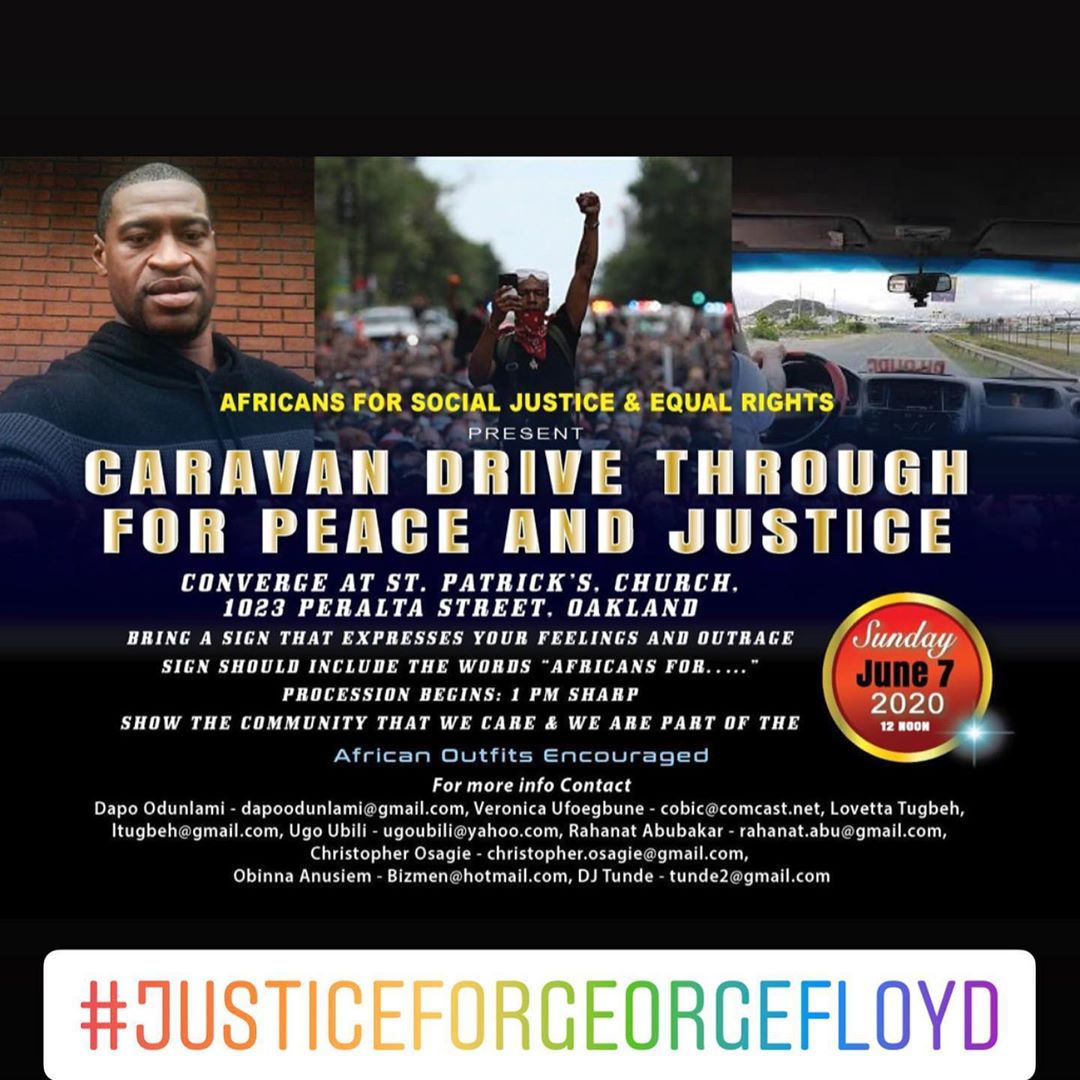 AFRICANS FOR SOCIAL JUSTICE & EQUAL RIGHTS
PRESENT
CARAVAN DRIVE THROUGH
FOR PEACE AND JUSTICE
CONVERGE AT ST. PATRICK'S, CHURCH,
1023 PERALTA STREET, OAKLAND
BRING A SIGN THAT EXPRESSES YOUR FEELINGS AND OUTRAGE
SIGN SHOULD INCLUDE THE WORDS "AFRICANS FOR....."
PROCESSION BEGINS: 1 PM SHARP
SHOW THE COMMUNITY THAT WE CARE & WE ARE PART OF THE
Sunday
June 7
2020
12 NOON
African Outfits Encouraged
For more info Contact
Dapo Odunlami - dapoodunlami@gmail.com, Veronica Ufoegbune - cobic@comcast.net, Lovetta Tugbeh,
ltugbeh@gmail.com, Ugo Ubili - ugoubili@yahoo.com, Rahanat Abubakar - rahanat.abu@gmail.com,
Christopher Osagie - christopher.osagie@gmail.com,
Obinna Anusiem - Bizmen@hotmail.com, DJ Tunde - tunde2@gmail.com
#JUSTICEFORGEORGEFLOYD